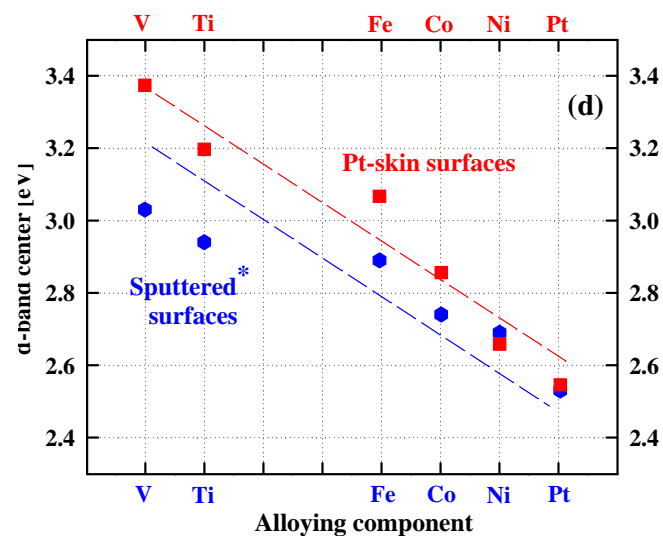 V Ti Fe Co Ni Pt
3.4 3.4
(d)
3.2 3.2
Pt-skin surfaces
3.0 3.0
d-band center [eV]
2.8 Sputtered* 2.8
surfaces
2.6 2.6
2.4 2.4
V Ti Fe Co Ni Pt
Alloying component